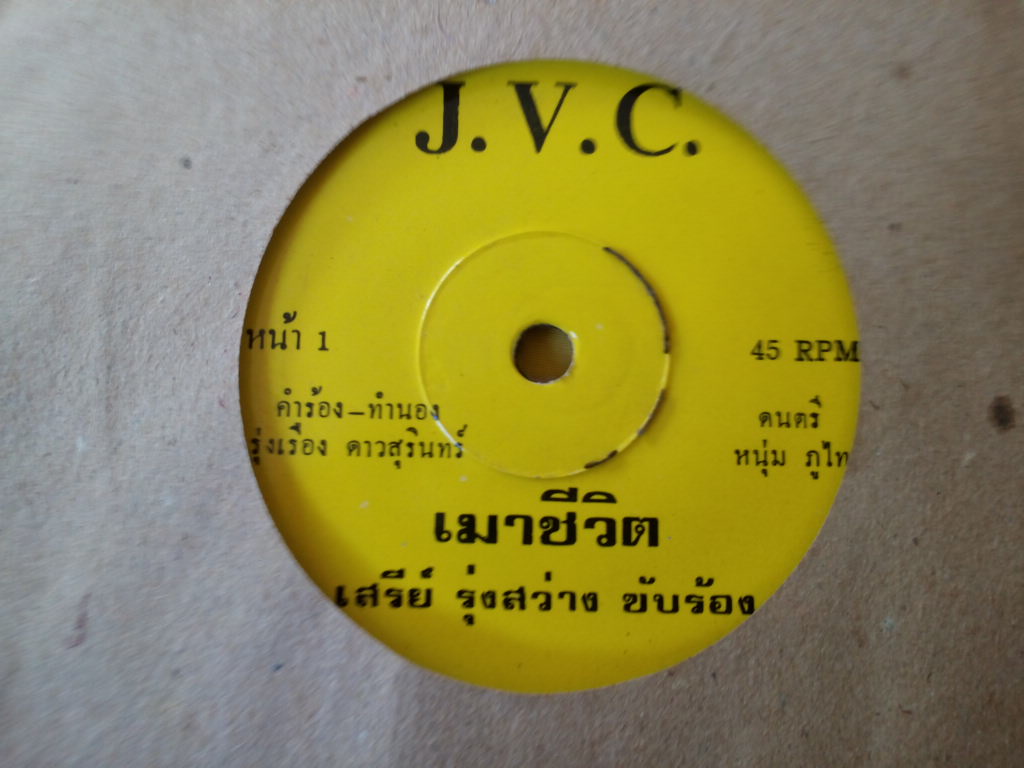 J. V. C.
หน้า 1
45 RPM
คำร้อง-ทำนอง
รุ่งเรือง ดาวสุรินทร์
ดนตรี
หนุ่ม ภูไท
เมาชีวิต
เสรีย์ รุ่งสว่าง ขับร้อง